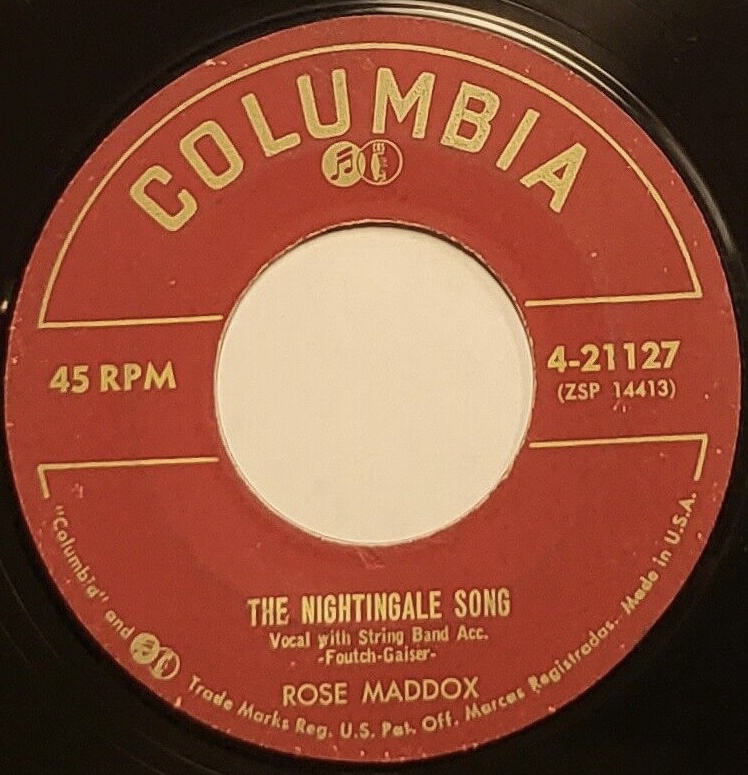 COLUMBIA
45 RPM
4-21127
(ZSP 14413)
THE NIGHTINGALE SONG
Vocal with String Band Acc.
-Foutch-Gaiser-
ROSE MADDOX
"Columbia" and Trade Marks Reg. U.S. Pat. Off. Marcas Registradas. Made in U.S.A.